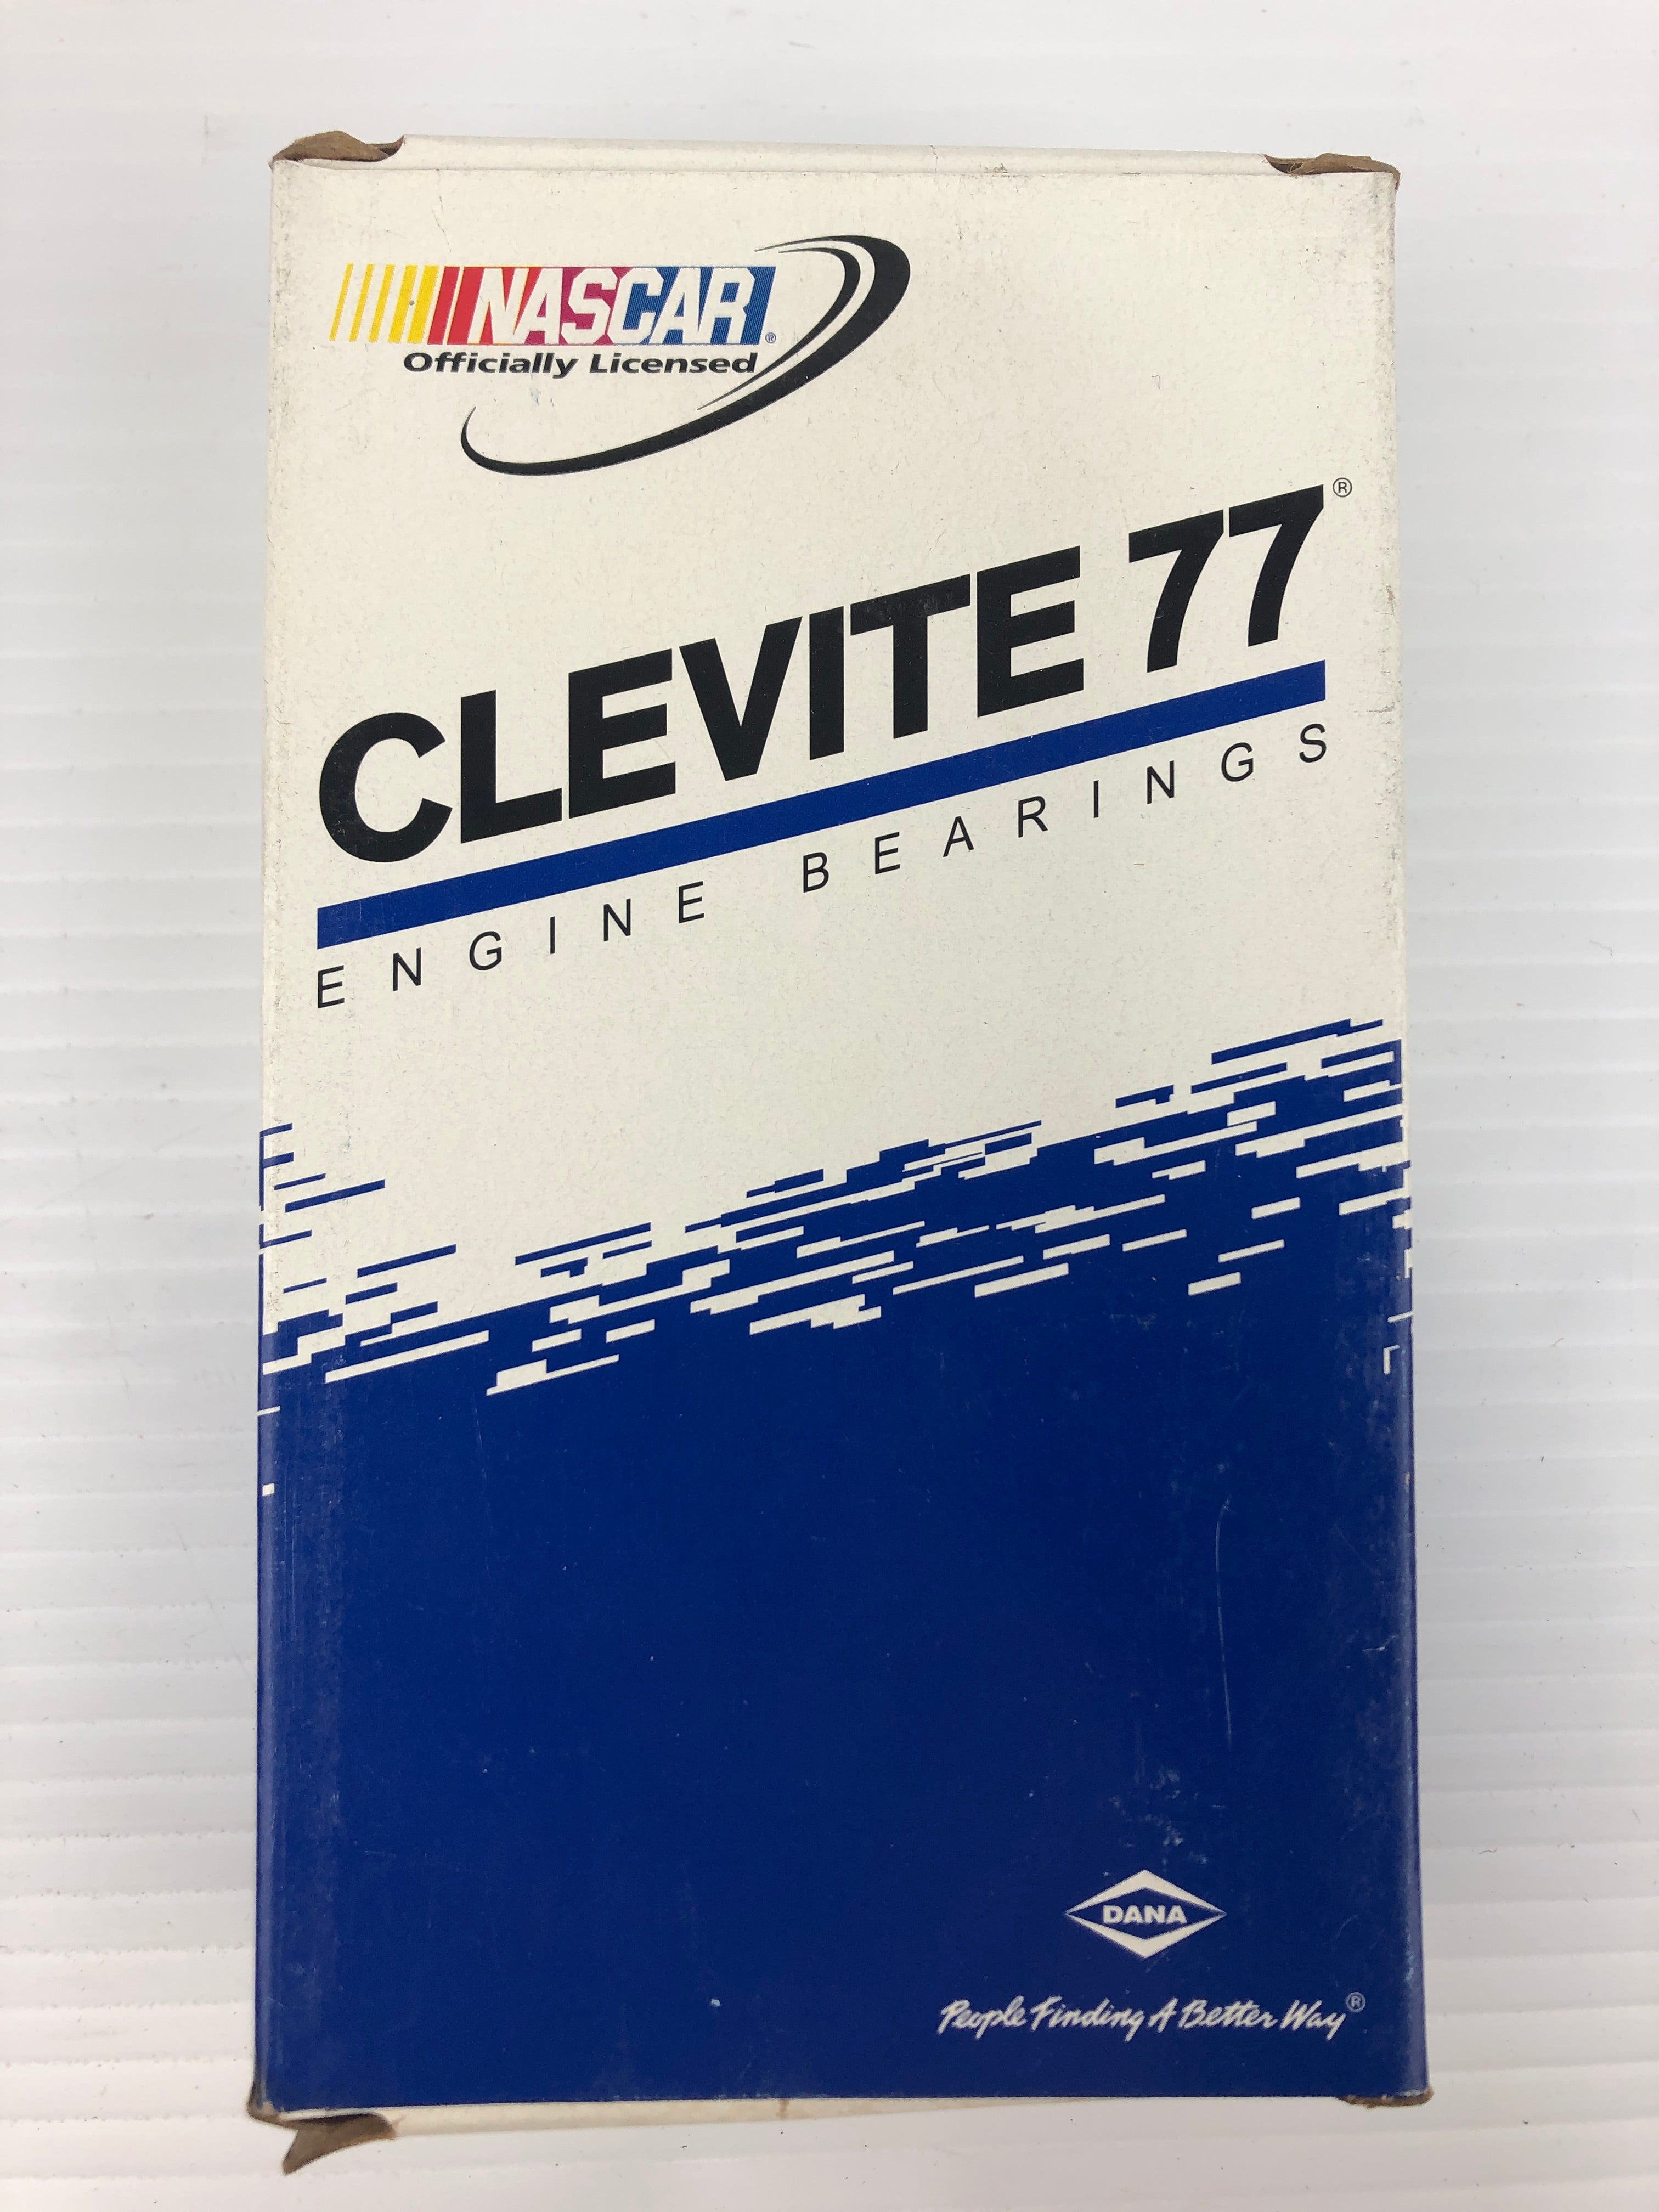 NASCAR®
Officially Licensed
CLEVITE 77®
ENGINE BEARINGS
DANA
People Finding A Better Way®